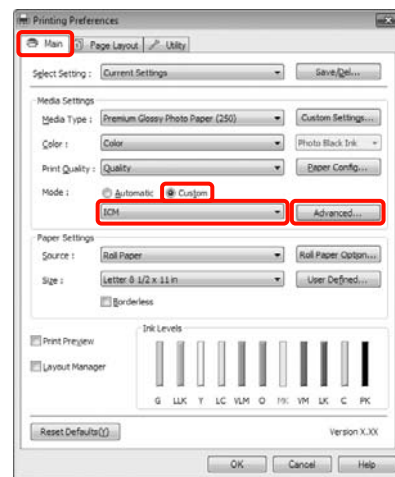 Printing Preferences
Main Page Layout Utility
Select Setting : Current Settings Save/Del...
Media Settings
Media Type : Premium Glossy Photo Paper (250) Custom Settings...
Color : Color Photo Black Ink
Print Quality : Quality Paper Config...
Mode : Automatic Custom
ICM Advanced...
Paper Settings
Source : Roll Paper Roll Paper Option...
Size : Letter 8 1/2 x 11 in User Defined...
Borderless
Ink Levels
Print Preview
Layout Manager
G LLK Y LC VLM O MK VM LK C PK
Reset Defaults(Y) Version X.XX
OK Cancel Help